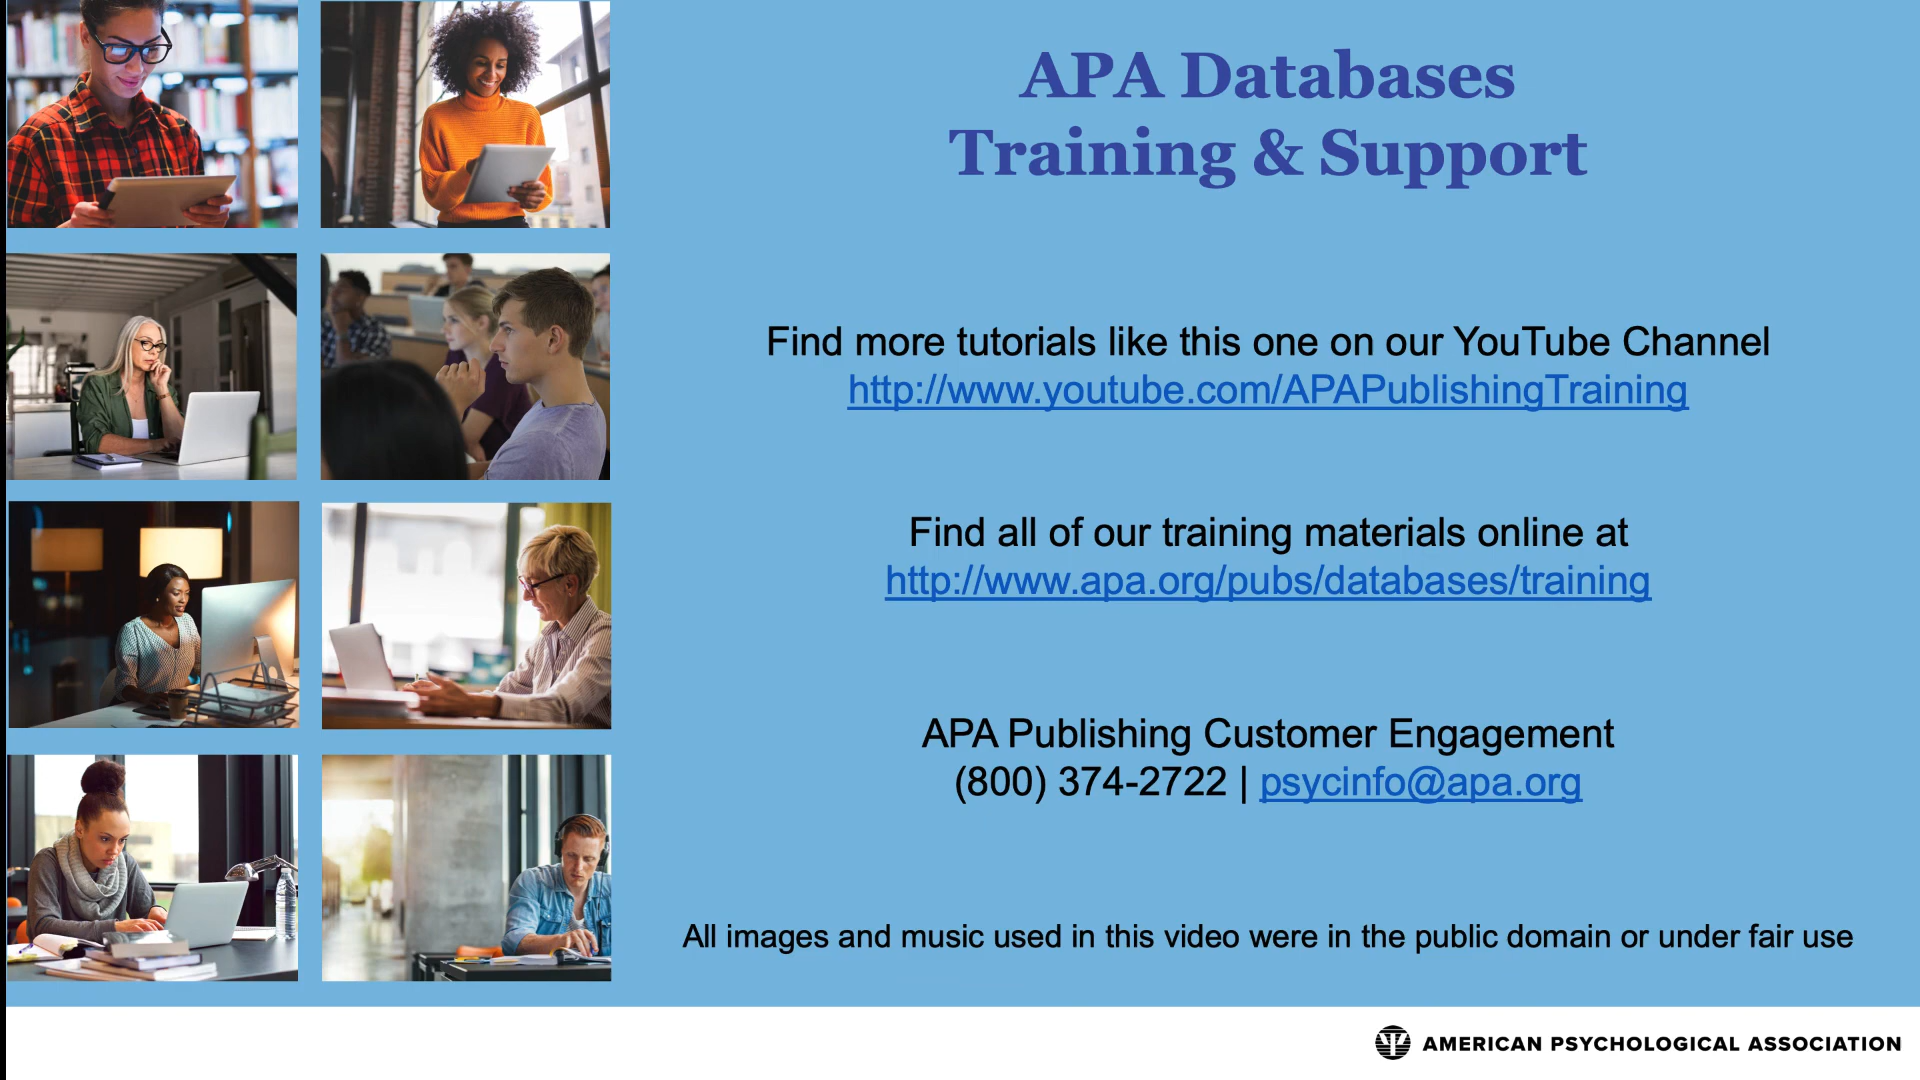 APA Databases
Training & Support
Find more tutorials like this one on our YouTube Channel
http://www.youtube.com/APAPublishingTraining
Find all of our training materials online at
http://www.apa.org/pubs/databases/training
APA Publishing Customer Engagement
(800) 374-2722 | psycinfo@apa.org
All images and music used in this video were in the public domain or under fair use
AMERICAN PSYCHOLOGICAL ASSOCIATION